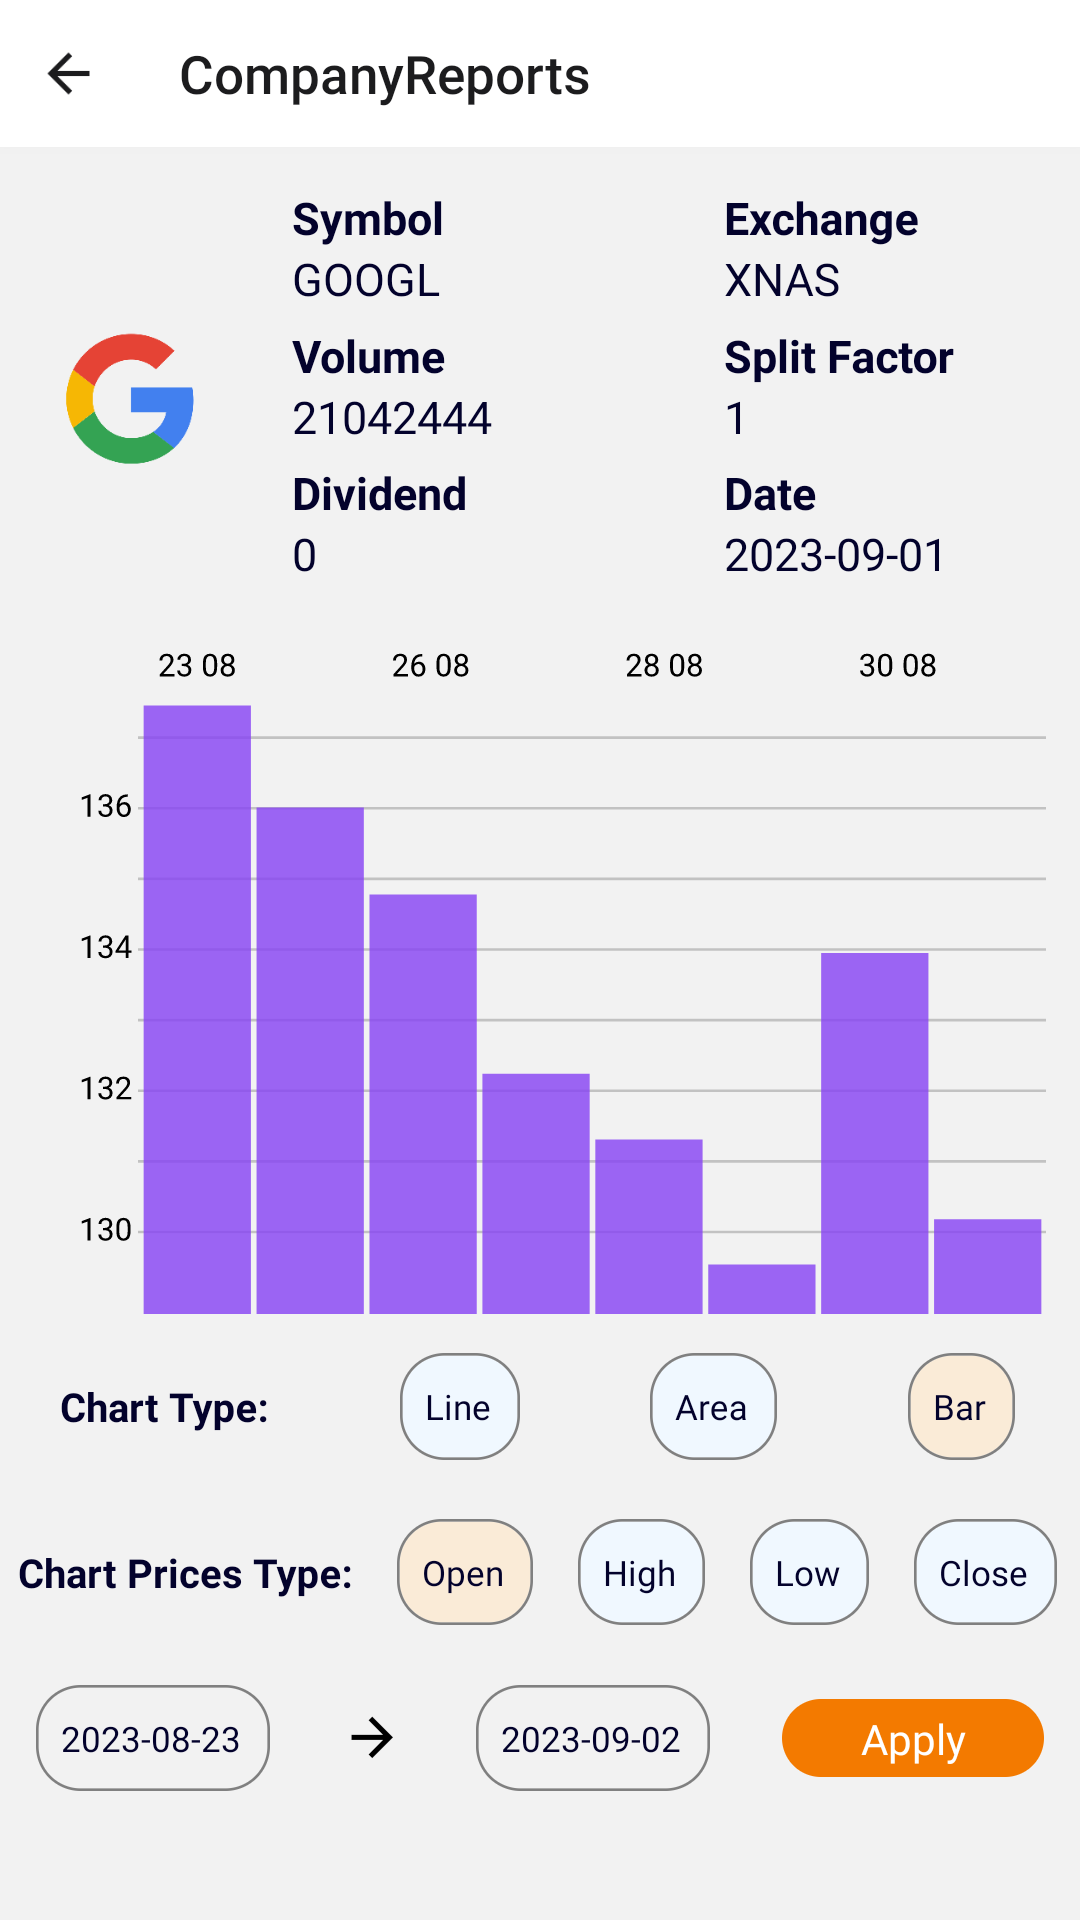 CompanyReports
Symbol Exchange
GOOGL XNAS
Volume Split Factor
21042444 1
Dividend Date
0 2023-09-01
23 08 26 08 28 08 30 08
136
134
132
130
Chart Type: Line Area Bar
Chart Prices Type: Open High Low Close
2023-08-23 2023-09-02 Apply